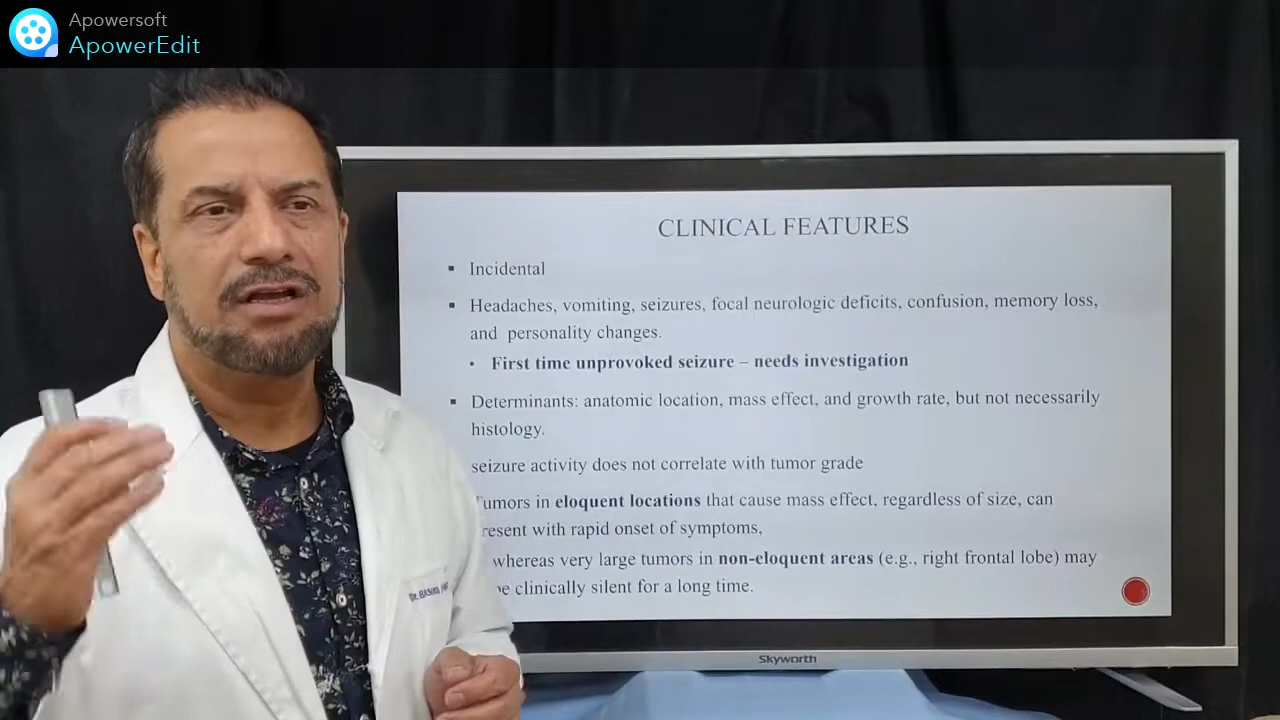 Apowersoft
ApowerEdit
CLINICAL FEATURES
▪ Incidental
▪ Headaches, vomiting, seizures, focal neurologic deficits, confusion, memory loss,
and personality changes.
• First time unprovoked seizure – needs investigation
▪ Determinants: anatomic location, mass effect, and growth rate, but not necessarily
histology.
seizure activity does not correlate with tumor grade
Tumors in eloquent locations that cause mass effect, regardless of size, can
resent with rapid onset of symptoms,
whereas very large tumors in non-eloquent areas (e.g., right frontal lobe) may
e clinically silent for a long time.
Dr.
Skyworth